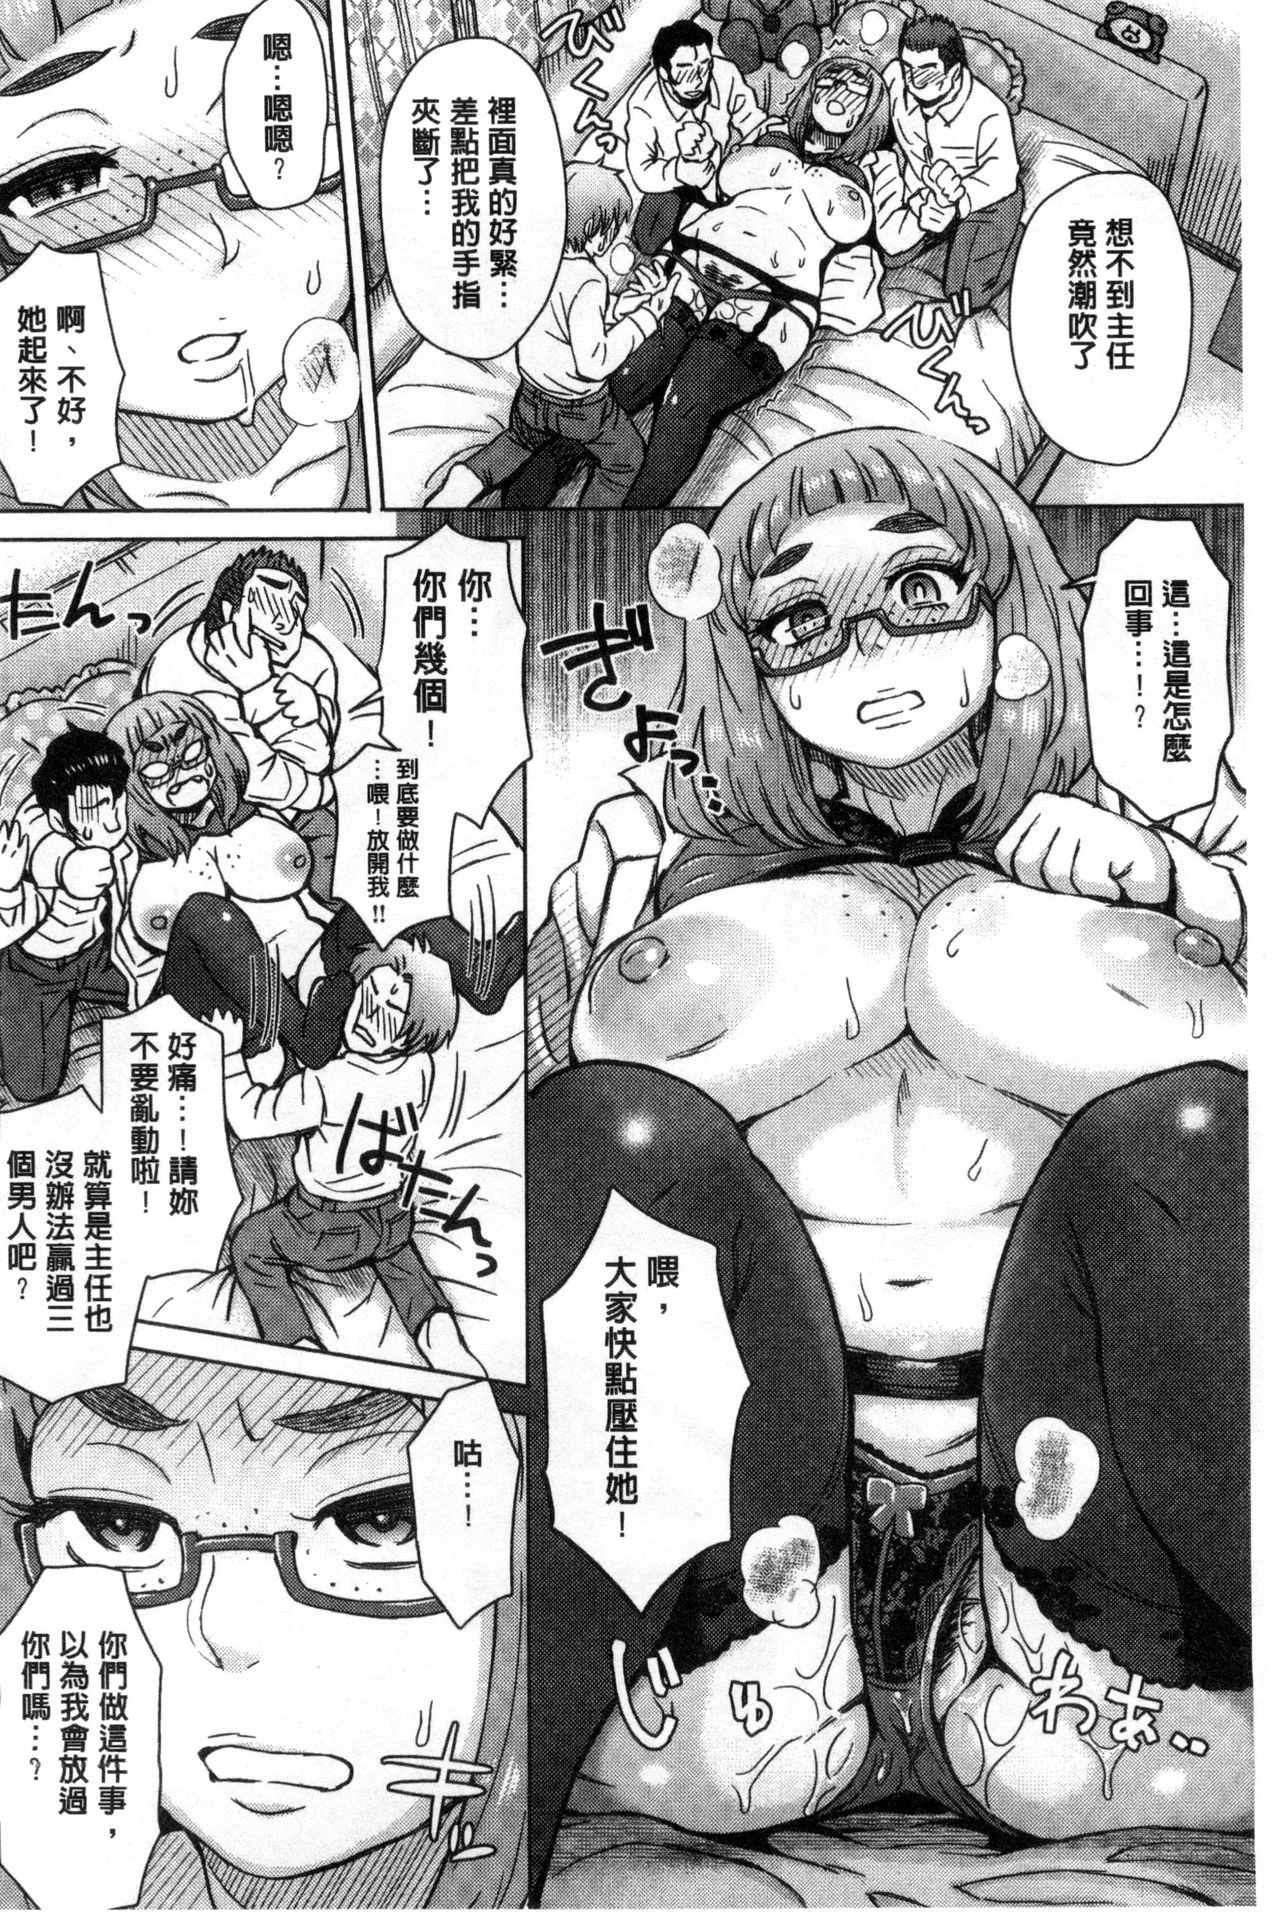 想不到主任
竟然潮吹了
裡面真的好緊…
差點把我的手指
夾斷了…
びくんっ
びくんっ
嗯…嗯嗯？
啊、不好，
她起來了！
這…這是怎麼
回事…！？
ぎょっ…
喂，
大家快點壓住她！
じゅわぁ‥
你…
你們幾個！
到底要做什麼
…喂！放開我!!
たんっ
ばたんっ
好痛…！請妳
不要亂動啦！
就算是主任也
沒辦法贏過三
個男人吧？
咕…！
你們做這件事，
以為我會放過
你們嗎…？
ギギ